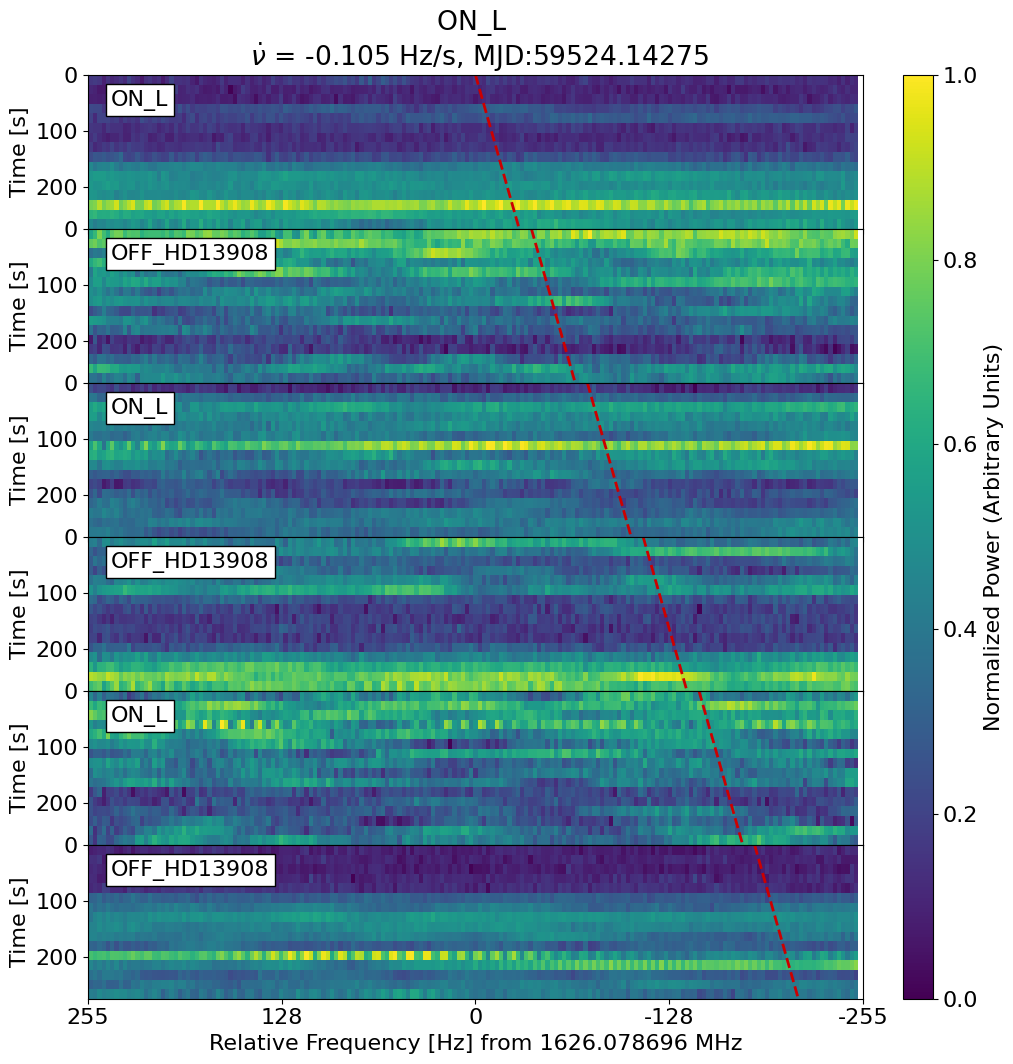 ON_L
ν̇ = -0.105 Hz/s, MJD:59524.14275
0
ON_L
Time [s]
100
200
0
OFF_HD13908
Time [s]
100
200
0
ON_L
Time [s]
100
200
0
OFF_HD13908
Time [s]
100
200
0
ON_L
Time [s]
100
200
0
OFF_HD13908
Time [s]
100
200
255 128 0 -128 -255
Relative Frequency [Hz] from 1626.078696 MHz
1.0
0.8
0.6
0.4
0.2
0.0
Normalized Power (Arbitrary Units)